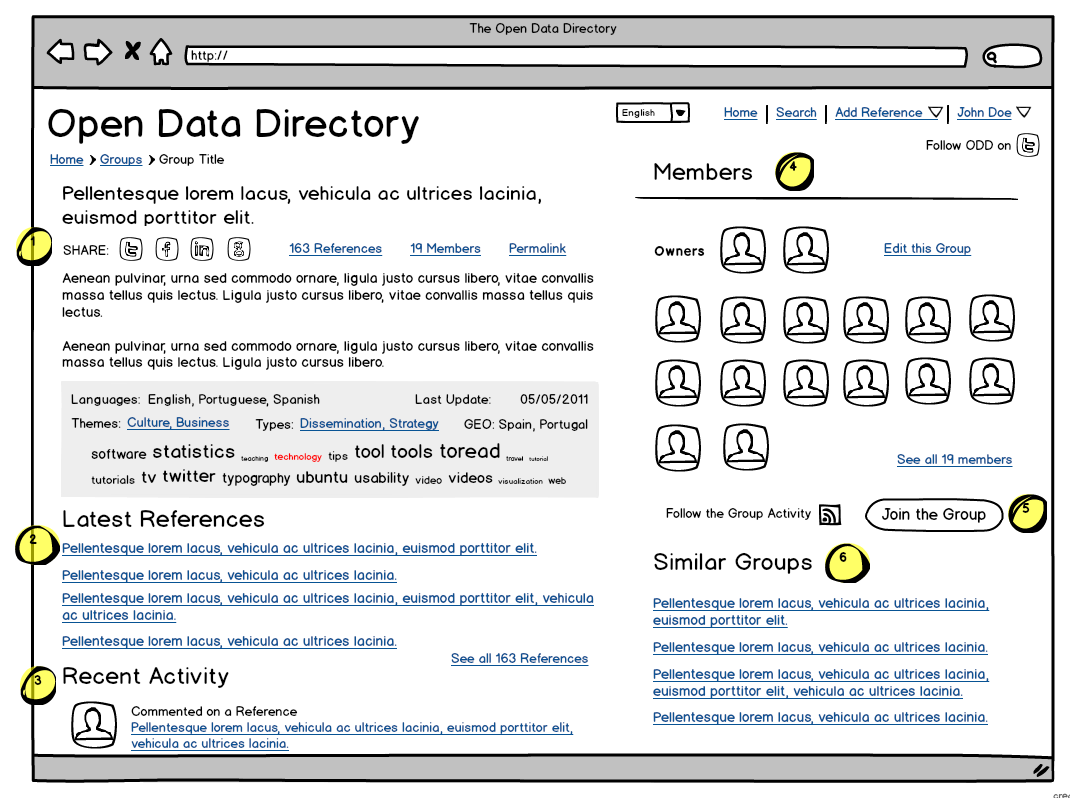 The Open Data Directory
http://
Open Data Directory
English
Home
Search
Add Reference
John Doe
Follow ODD on
Home
Groups
Group Title
Pellentesque lorem lacus, vehicula ac ultrices lacinia,
euismod porttitor elit.
1
SHARE:
163 References
19 Members
Permalink
Aenean pulvinar, urna sed commodo ornare, ligula justo cursus libero, vitae convallis
massa tellus quis lectus. Ligula justo cursus libero, vitae convallis massa tellus quis
lectus.
Aenean pulvinar, urna sed commodo ornare, ligula justo cursus libero, vitae convallis
massa tellus quis lectus. Ligula justo cursus libero.
Languages: English, Portuguese, Spanish
Last Update: 05/05/2011
Themes: Culture, Business
Types: Dissemination, Strategy
GEO: Spain, Portugal
software statistics teaching technology tips tool tools toread travel tutorial
tutorials tv twitter typography ubuntu usability video videos visualization web
Latest References
2
Pellentesque lorem lacus, vehicula ac ultrices lacinia, euismod porttitor elit.
Pellentesque lorem lacus, vehicula ac ultrices lacinia.
Pellentesque lorem lacus, vehicula ac ultrices lacinia, euismod porttitor elit, vehicula
ac ultrices lacinia.
Pellentesque lorem lacus, vehicula ac ultrices lacinia.
See all 163 References
3
Recent Activity
Commented on a Reference
Pellentesque lorem lacus, vehicula ac ultrices lacinia, euismod porttitor elit,
vehicula ac ultrices lacinia.
Members
4
Owners
Edit this Group
See all 19 members
Follow the Group Activity
Join the Group
5
Similar Groups
6
Pellentesque lorem lacus, vehicula ac ultrices lacinia,
euismod porttitor elit.
Pellentesque lorem lacus, vehicula ac ultrices lacinia.
Pellentesque lorem lacus, vehicula ac ultrices lacinia,
euismod porttitor elit, vehicula ac ultrices lacinia.
Pellentesque lorem lacus, vehicula ac ultrices lacinia.